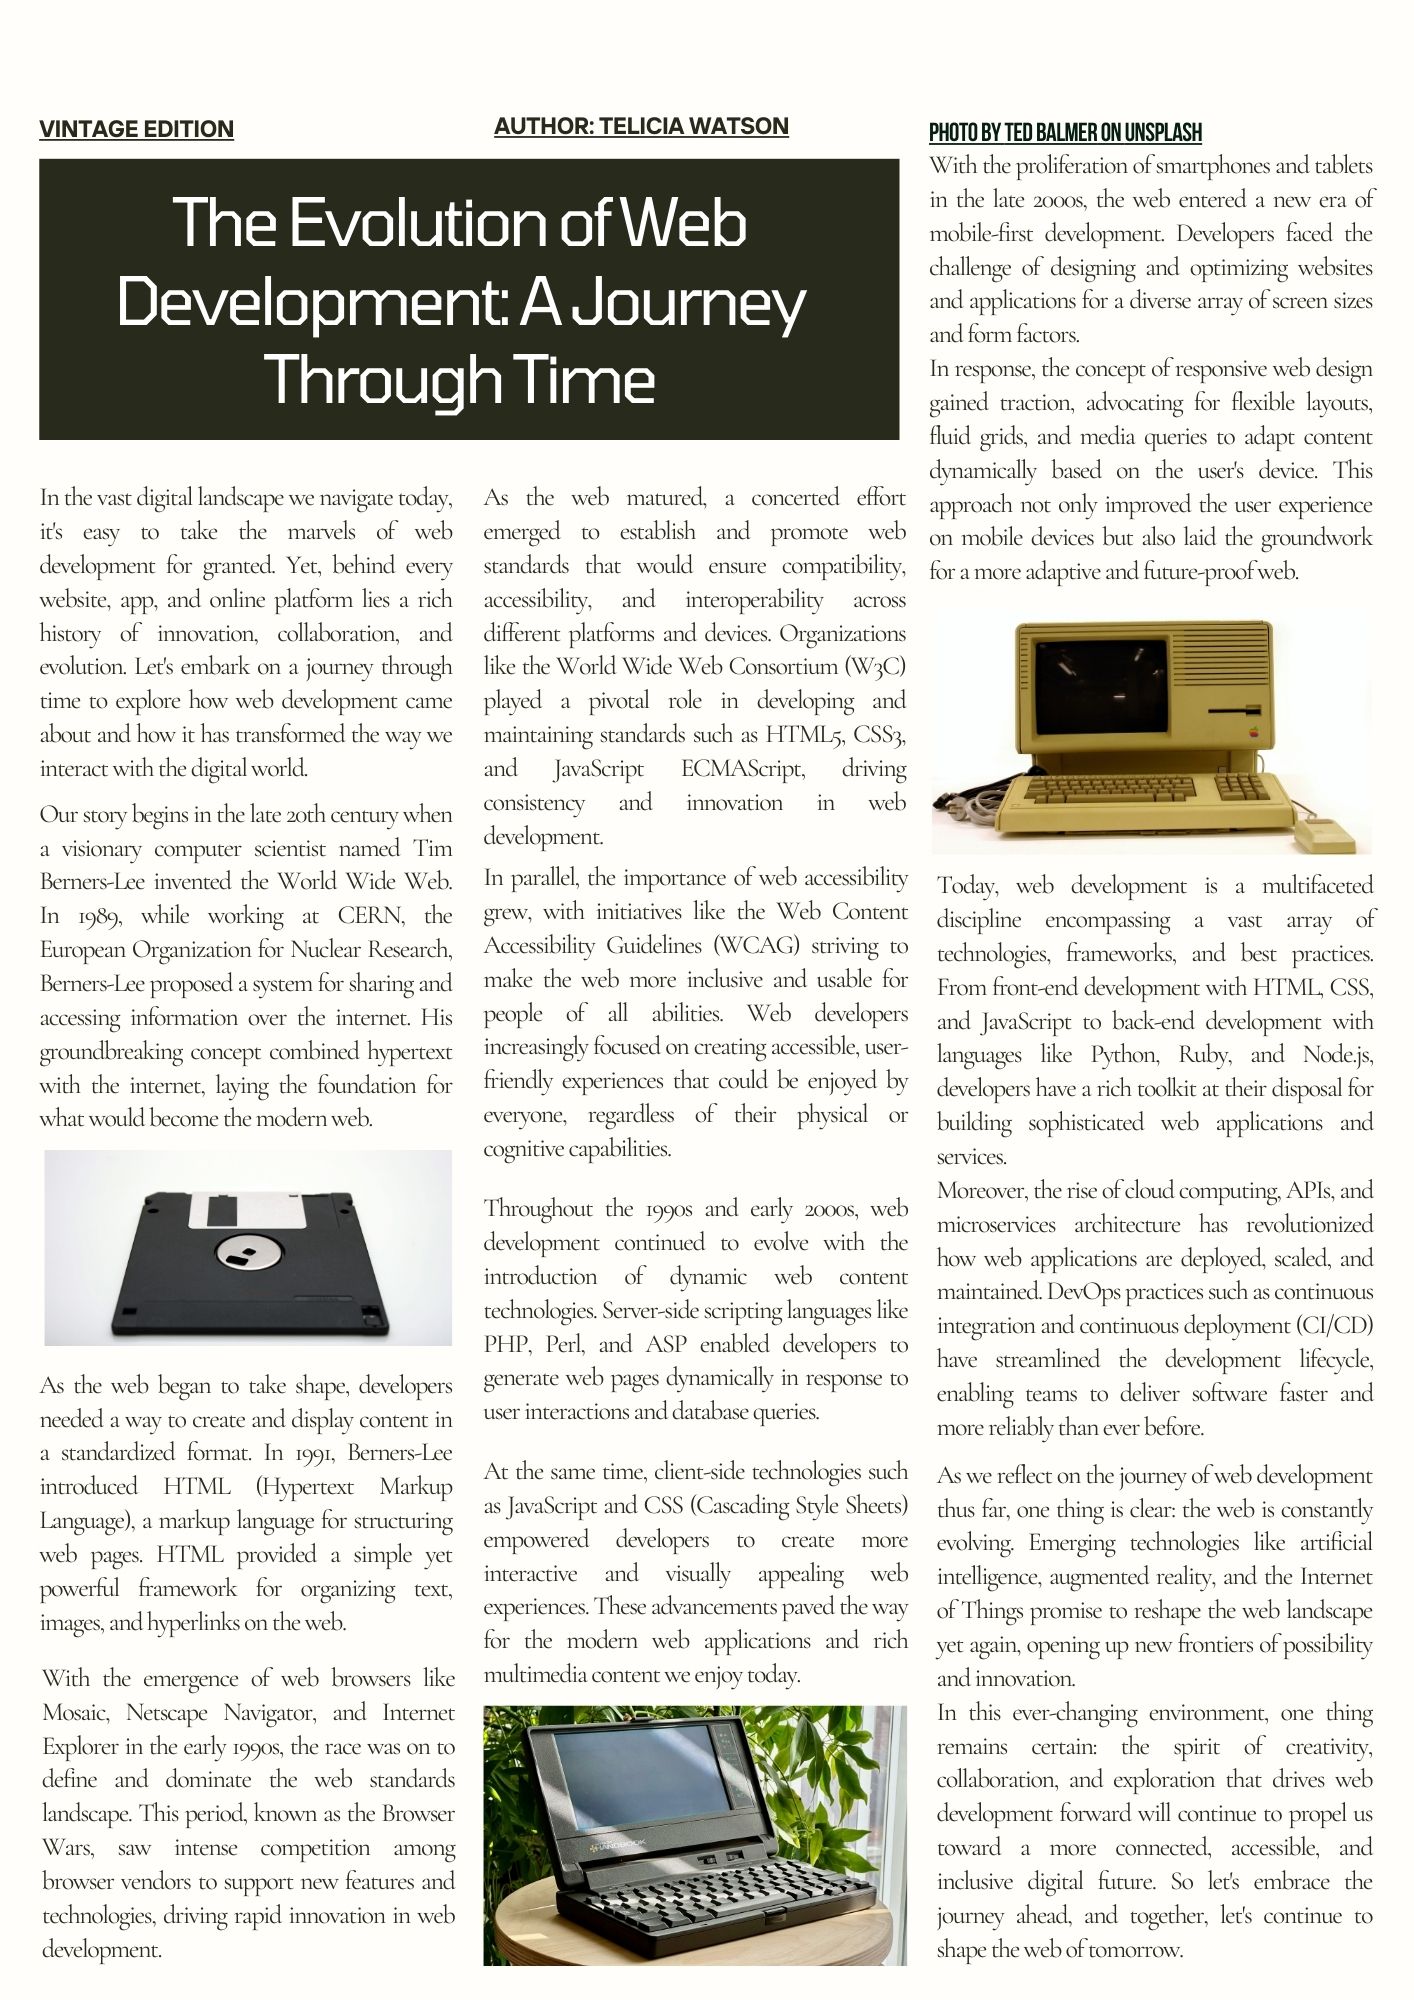 VINTAGE EDITION
AUTHOR: TELICIA WATSON
PHOTO BY TED BALMER ON UNSPLASH
The Evolution of Web
Development: A Journey
Through Time
In the vast digital landscape we navigate today,
it's easy to take the marvels of web
development for granted. Yet, behind every
website, app, and online platform lies a rich
history of innovation, collaboration, and
evolution. Let's embark on a journey through
time to explore how web development came
about and how it has transformed the way we
interact with the digital world.
Our story begins in the late 20th century when
a visionary computer scientist named Tim
Berners-Lee invented the World Wide Web.
In 1989, while working at CERN, the
European Organization for Nuclear Research,
Berners-Lee proposed a system for sharing and
accessing information over the internet. His
groundbreaking concept combined hypertext
with the internet, laying the foundation for
what would become the modern web.
As the web began to take shape, developers
needed a way to create and display content in
a standardized format. In 1991, Berners-Lee
introduced HTML (Hypertext Markup
Language), a markup language for structuring
web pages. HTML provided a simple yet
powerful framework for organizing text,
images, and hyperlinks on the web.
With the emergence of web browsers like
Mosaic, Netscape Navigator, and Internet
Explorer in the early 1990s, the race was on to
define and dominate the web standards
landscape. This period, known as the Browser
Wars, saw intense competition among
browser vendors to support new features and
technologies, driving rapid innovation in web
development.
As the web matured, a concerted effort
emerged to establish and promote web
standards that would ensure compatibility,
accessibility, and interoperability across
different platforms and devices. Organizations
like the World Wide Web Consortium (W3C)
played a pivotal role in developing and
maintaining standards such as HTML5, CSS3,
and JavaScript ECMAScript, driving
consistency and innovation in web
development.
In parallel, the importance of web accessibility
grew, with initiatives like the Web Content
Accessibility Guidelines (WCAG) striving to
make the web more inclusive and usable for
people of all abilities. Web developers
increasingly focused on creating accessible, user-
friendly experiences that could be enjoyed by
everyone, regardless of their physical or
cognitive capabilities.
Throughout the 1990s and early 2000s, web
development continued to evolve with the
introduction of dynamic web content
technologies. Server-side scripting languages like
PHP, Perl, and ASP enabled developers to
generate web pages dynamically in response to
user interactions and database queries.
At the same time, client-side technologies such
as JavaScript and CSS (Cascading Style Sheets)
empowered developers to create more
interactive and visually appealing web
experiences. These advancements paved the way
for the modern web applications and rich
multimedia content we enjoy today.
HANDBOOK
With the proliferation of smartphones and tablets
in the late 2000s, the web entered a new era of
mobile-first development. Developers faced the
challenge of designing and optimizing websites
and applications for a diverse array of screen sizes
and form factors.
In response, the concept of responsive web design
gained traction, advocating for flexible layouts,
fluid grids, and media queries to adapt content
dynamically based on the user's device. This
approach not only improved the user experience
on mobile devices but also laid the groundwork
for a more adaptive and future-proof web.
Today, web development is a multifaceted
discipline encompassing a vast array of
technologies, frameworks, and best practices.
From front-end development with HTML, CSS,
and JavaScript to back-end development with
languages like Python, Ruby, and Node.js,
developers have a rich toolkit at their disposal for
building sophisticated web applications and
services.
Moreover, the rise of cloud computing, APIs, and
microservices architecture has revolutionized
how web applications are deployed, scaled, and
maintained. DevOps practices such as continuous
integration and continuous deployment (CI/CD)
have streamlined the development lifecycle,
enabling teams to deliver software faster and
more reliably than ever before.
As we reflect on the journey of web development
thus far, one thing is clear: the web is constantly
evolving. Emerging technologies like artificial
intelligence, augmented reality, and the Internet
of Things promise to reshape the web landscape
yet again, opening up new frontiers of possibility
and innovation.
In this ever-changing environment, one thing
remains certain: the spirit of creativity,
collaboration, and exploration that drives web
development forward will continue to propel us
toward a more connected, accessible, and
inclusive digital future. So let's embrace the
journey ahead, and together, let's continue to
shape the web of tomorrow.